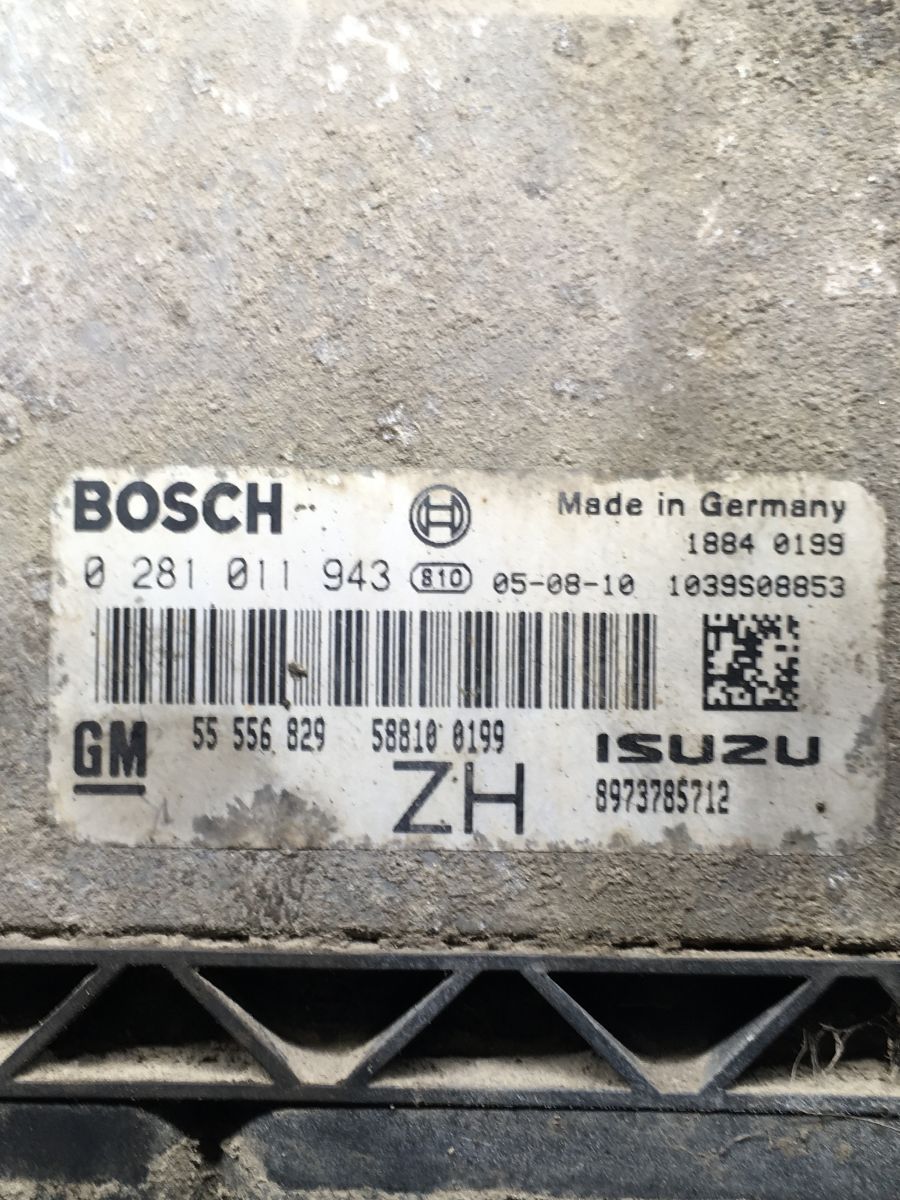 BOSCH
Made in Germany
1884 0199
0 281 011 943 810 05-08-10 1039S08853
GM 55 556 829 58810 0199 ISUZU
ZH 8973785712